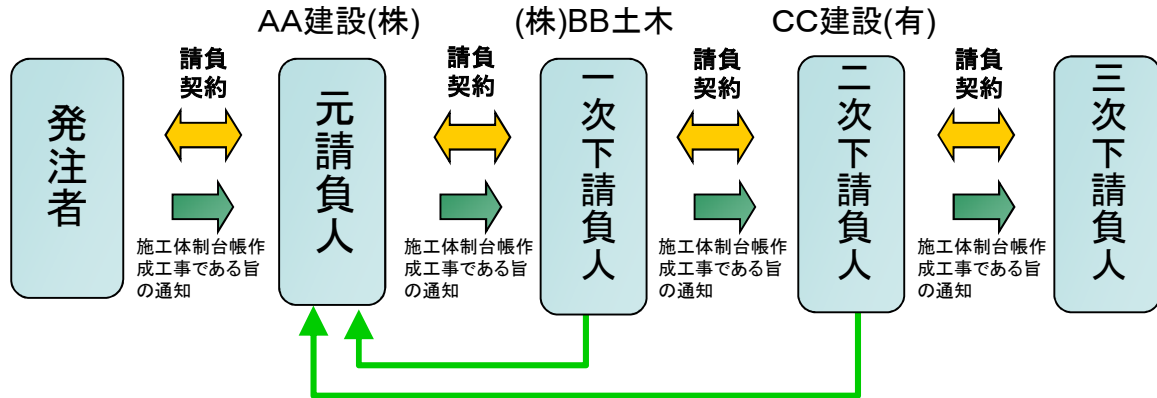 AA建設(株)
(株)BB土木
CC建設(有)
請負
契約
請負
契約
請負
契約
請負
契約
発注者
元請負人
一次下請負人
二次下請負人
三次下請負人
施工体制台帳作
成工事である旨
の通知
施工体制台帳作
成工事である旨
の通知
施工体制台帳作
成工事である旨
の通知
施工体制台帳作
成工事である旨
の通知